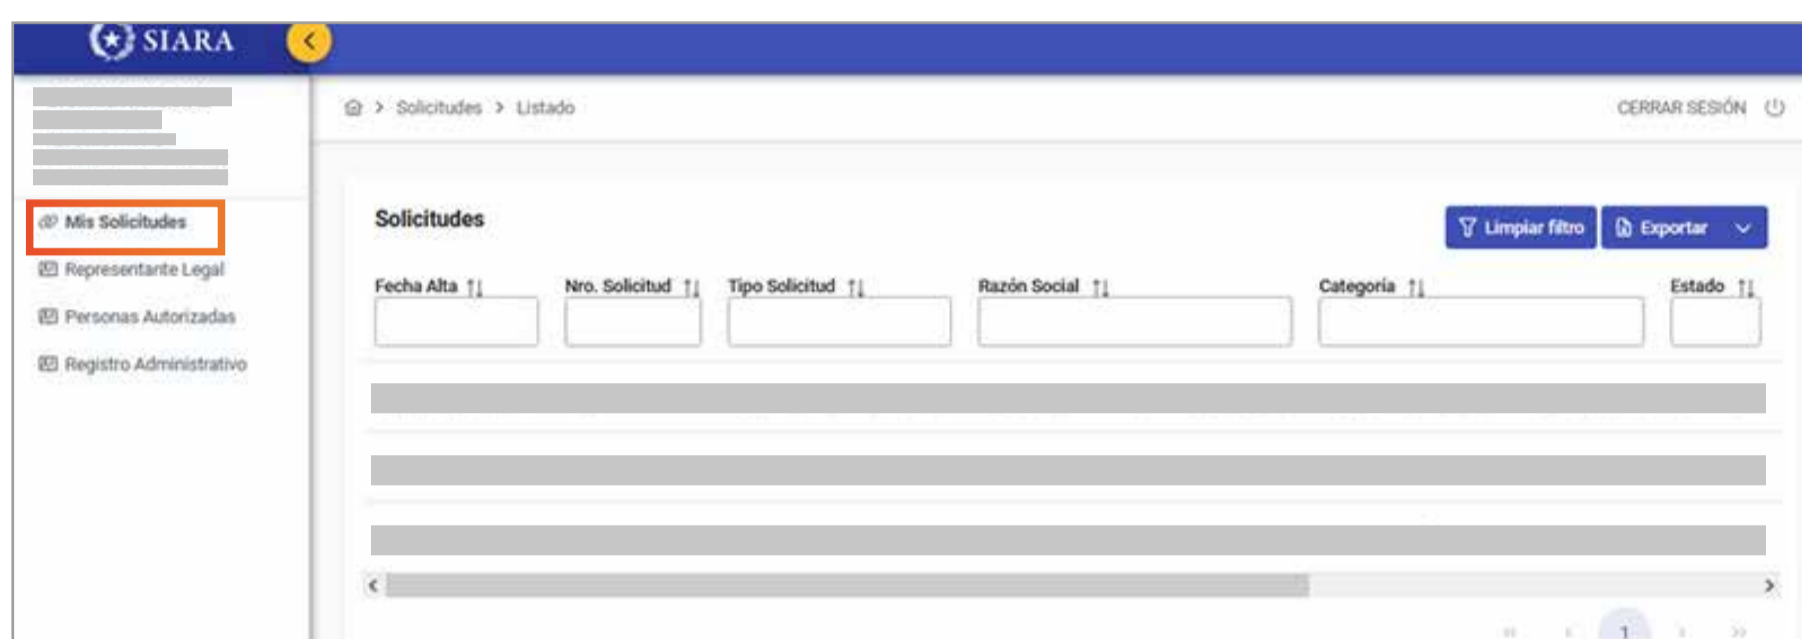 SIARA
Solicitudes > Listado
CERRAR SESIÓN
Mis Solicitudes
Representante Legal
Personas Autorizadas
Registro Administrativo
Solicitudes
Limpiar filtro
Exportar
Fecha Alta Nro. Solicitud Tipo Solicitud Razón Social Categoría Estado
1